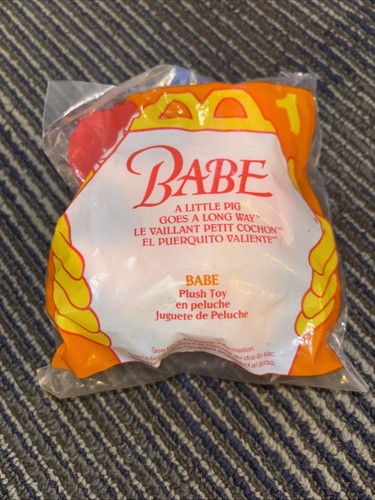 1
BABE
A LITTLE PIG
GOES A LONG WAY™
LE VAILLANT PETIT COCHON™
EL PUERQUITO VALIENTE™
BABE
Plush Toy
en peluche
Juguete de Peluche
information.